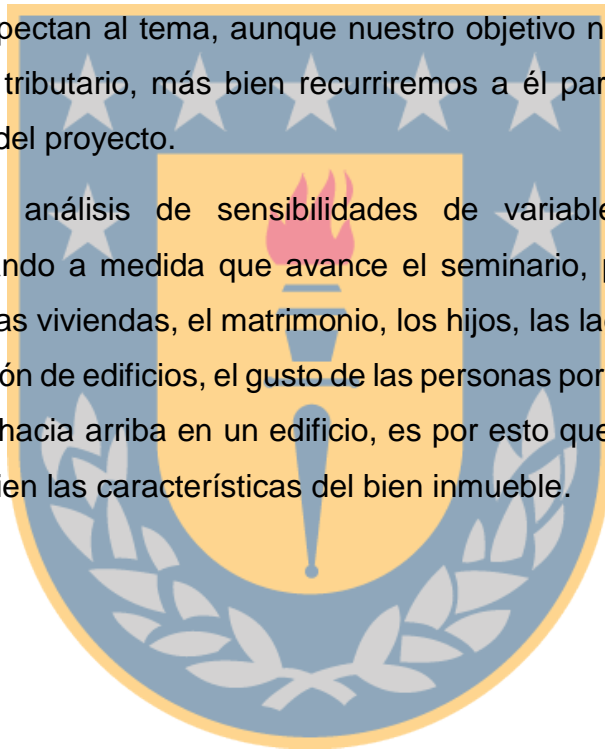 pectan al tema, aunque nuestro objetivo n
tributario, más bien recurriremos a él par
del proyecto.
análisis de sensibilidades de variable
ndo a medida que avance el seminario, p
as viviendas, el matrimonio, los hijos, las la
ón de edificios, el gusto de las personas por
hacia arriba en un edificio, es por esto que
ien las características del bien inmueble.